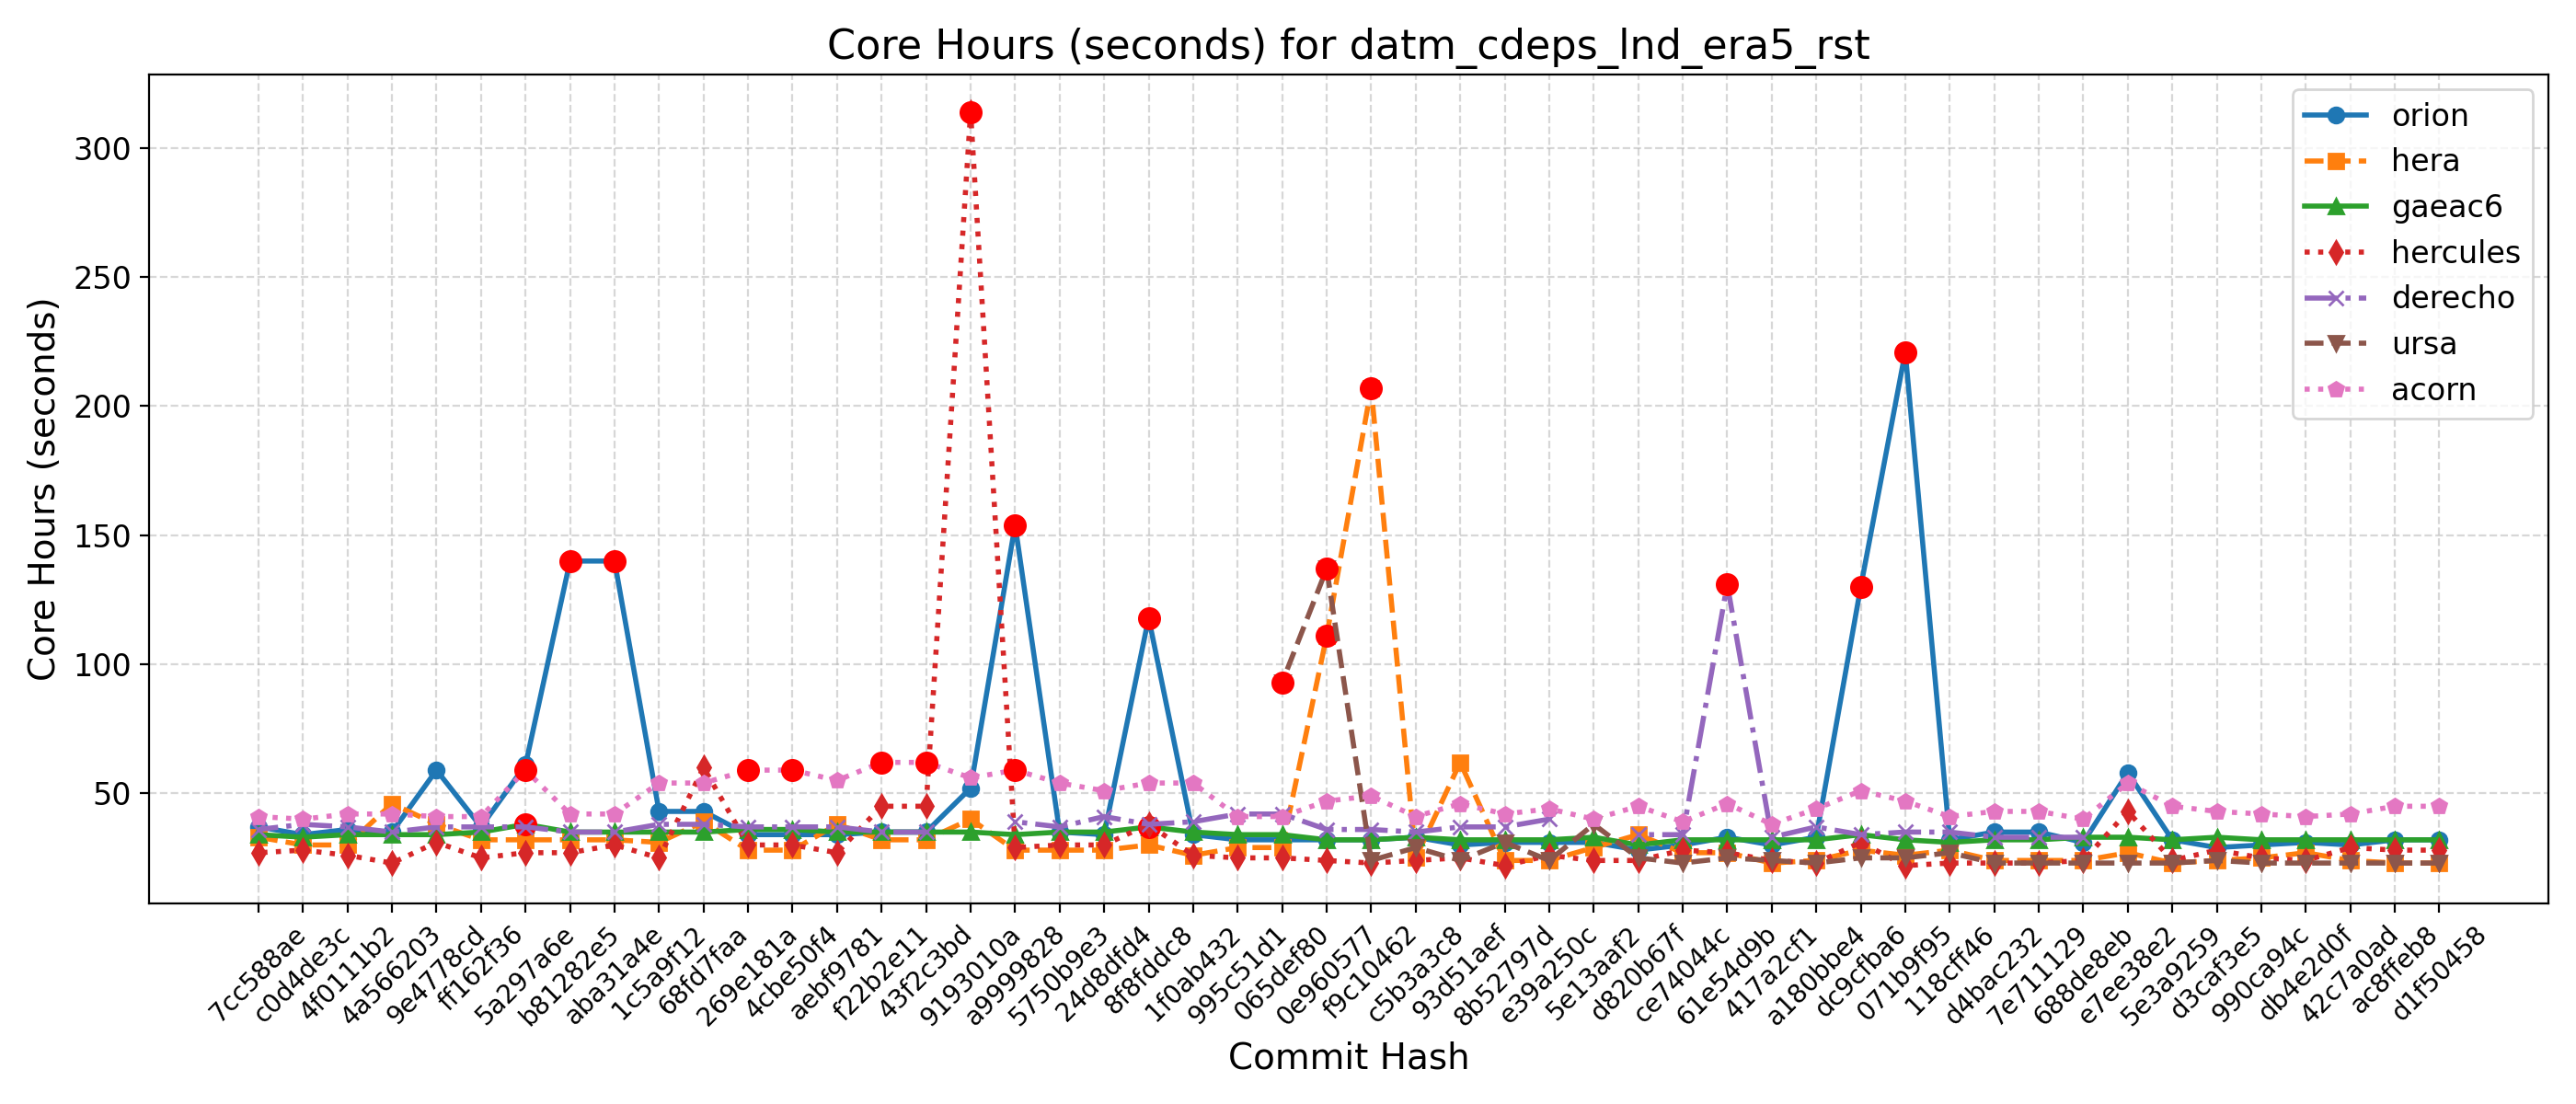 Core Hours (seconds) for datm_cdeps_lnd_era5_rst
Core Hours (seconds)
300
250
200
150
100
50
orion
hera
gaeac6
hercules
derecho
ursa
acorn
7cc588ae
c0d4de3c
4f0111b2
4a566203
9e4778cd
ff162f36
5a297a6e
b81282e5
aba31a4e
1c5a9f12
68fd7faa
269e181a
4cbe50f4
aebf9781
f22b2e11
43f2c3bd
9193010a
a9999828
5750b9e3
24d8dfd4
8f8fddc8
1f0ab432
995c51d1
065def80
0e960577
f9c10462
c5b3a3c8
93d51aef
8b52797d
e39a250c
5e13aaf2
d820b67f
ce74044c
61e54d9b
417a2cf1
a180bbe4
dc9cfba6
071b9f95
118cff46
d4bac232
7e711129
688de8eb
e7ee38e2
5e3a9259
d3caf3e5
990ca94c
db4e2d0f
42c7a0ad
ac8ffeb8
d1f50458
Commit Hash